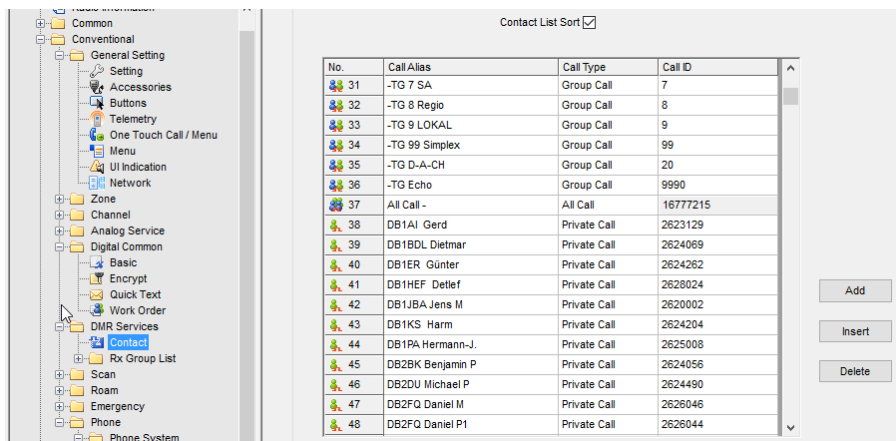 Radio Information
Common
Conventional
General Setting
Setting
Accessories
Buttons
Telemetry
One Touch Call / Menu
Menu
UI Indication
Network
Zone
Channel
Analog Service
Digital Common
Basic
Encrypt
Quick Text
Work Order
DMR Services
Contact
Rx Group List
Scan
Roam
Emergency
Phone
Phone System
Contact List Sort
No. Call Alias Call Type Call ID
31 -TG 7 SA Group Call 7
32 -TG 8 Regio Group Call 8
33 -TG 9 LOKAL Group Call 9
34 -TG 99 Simplex Group Call 99
35 -TG D-A-CH Group Call 20
36 -TG Echo Group Call 9990
37 All Call - All Call 16777215
38 DB1AI Gerd Private Call 2623129
39 DB1BDL Dietmar Private Call 2624069
40 DB1ER Günter Private Call 2624262
41 DB1HEF Detlef Private Call 2628024
42 DB1JBA Jens M Private Call 2620002
43 DB1KS Harm Private Call 2624204
44 DB1PA Hermann-J. Private Call 2625008
45 DB2BK Benjamin P Private Call 2624056
46 DB2DU Michael P Private Call 2624490
47 DB2FQ Daniel M Private Call 2626046
48 DB2FQ Daniel P1 Private Call 2626044
Add
Insert
Delete